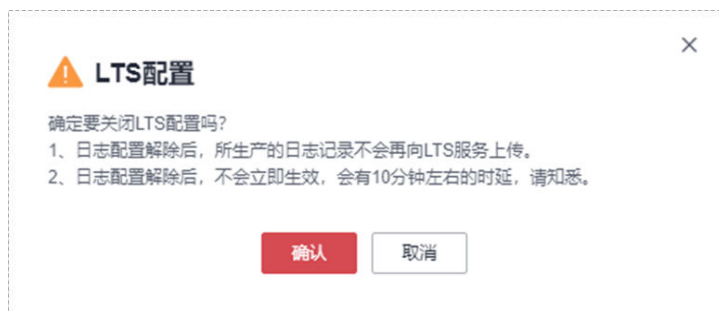 LTS配置
确定要关闭LTS配置吗?
1、日志配置解除后，所生产的日志记录不会再向LTS服务上传。
2、日志配置解除后，不会立即生效，会有10分钟左右的时延，请知悉。
确认 取消